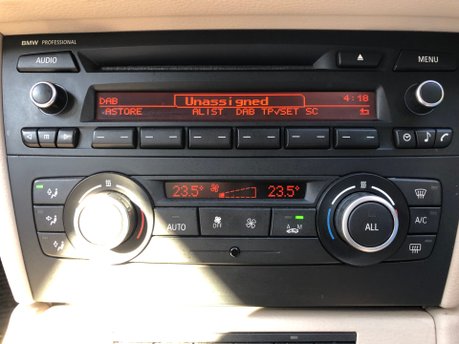 BMW PROFESSIONAL
AUDIO
MENU
DAB Unassigned 4:18
ASTORE ALIST DAB TP/SET SC
M
23.5° 23.5°
AUTO OFF A M ALL A/C